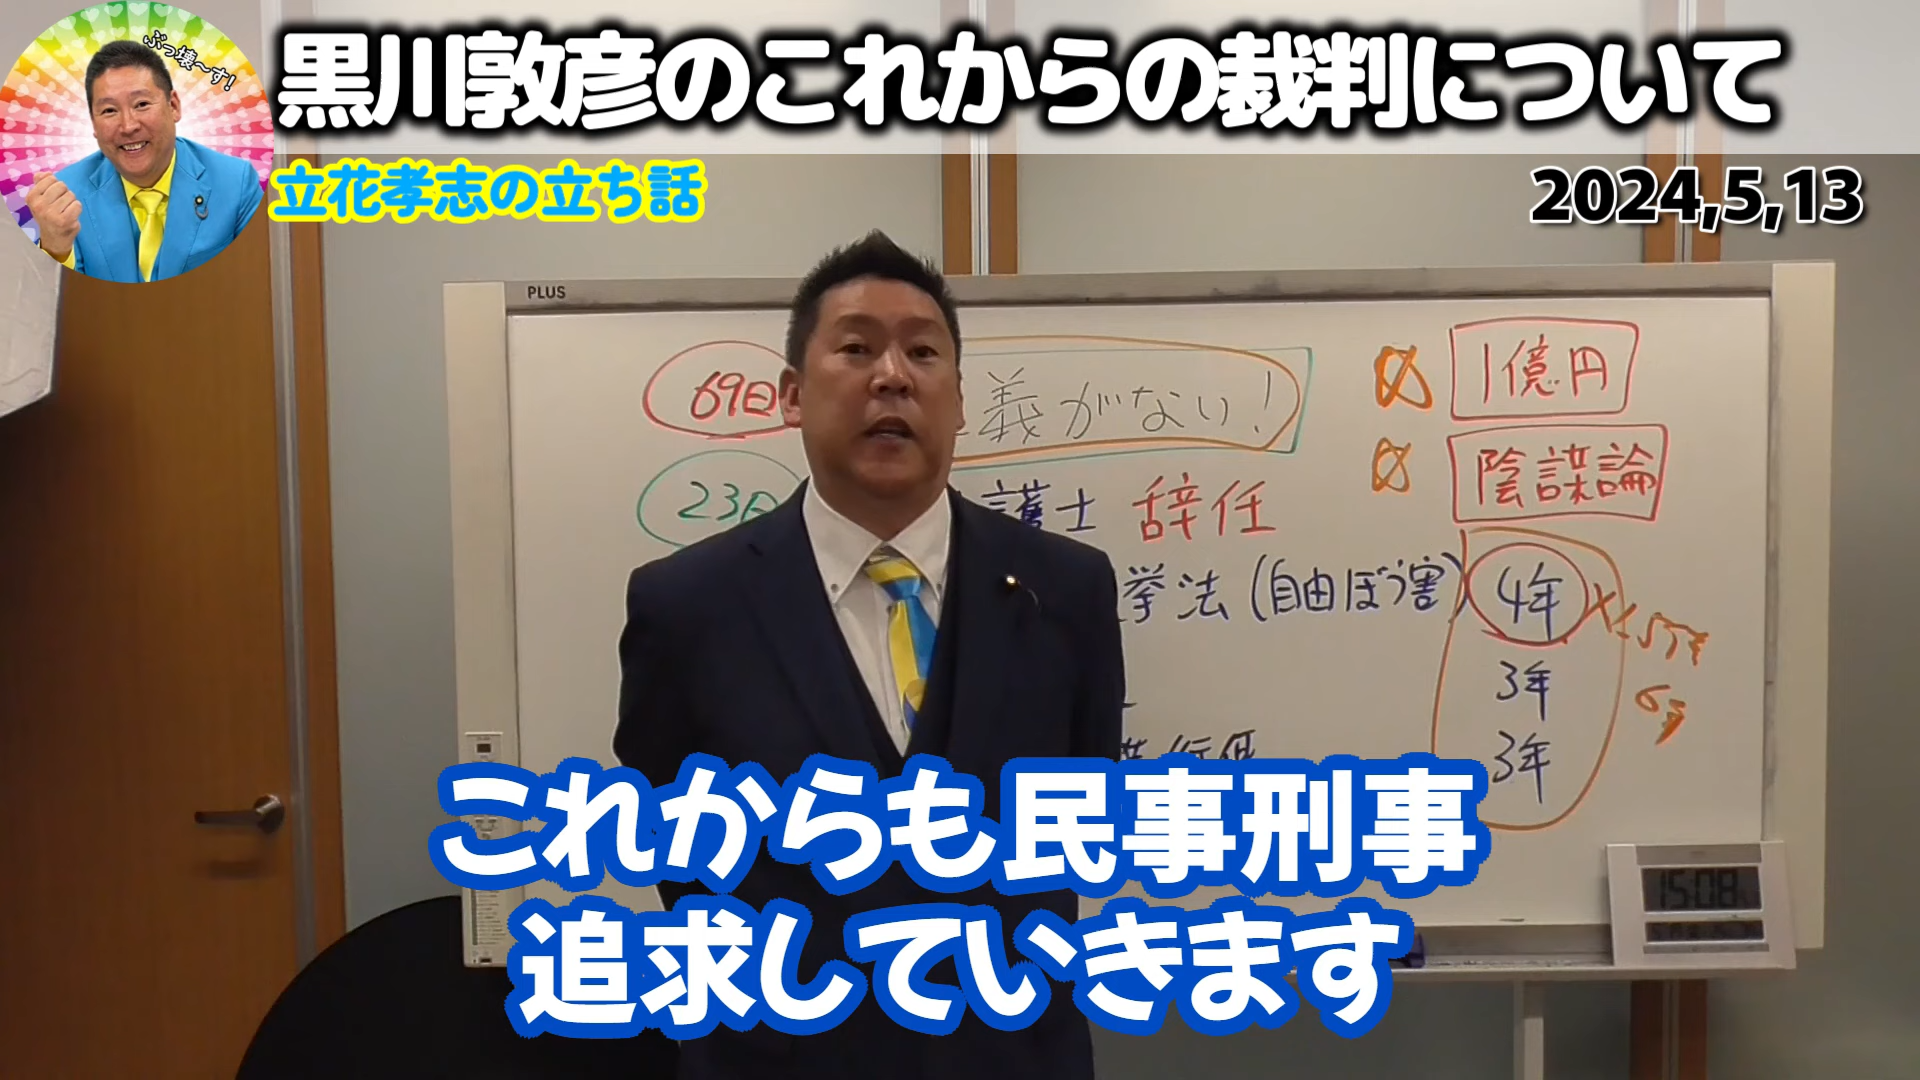 ぶっ壊～す！
黒川敦彦のこれからの裁判について
立花孝志の立ち話
2024,5,13
PLUS
69日
義がない！
1億円
陰謀論
23日
護士 辞任
挙法(自由ぼう害)
4年
3年
3年
15:08
これからも民事刑事
追求していきます